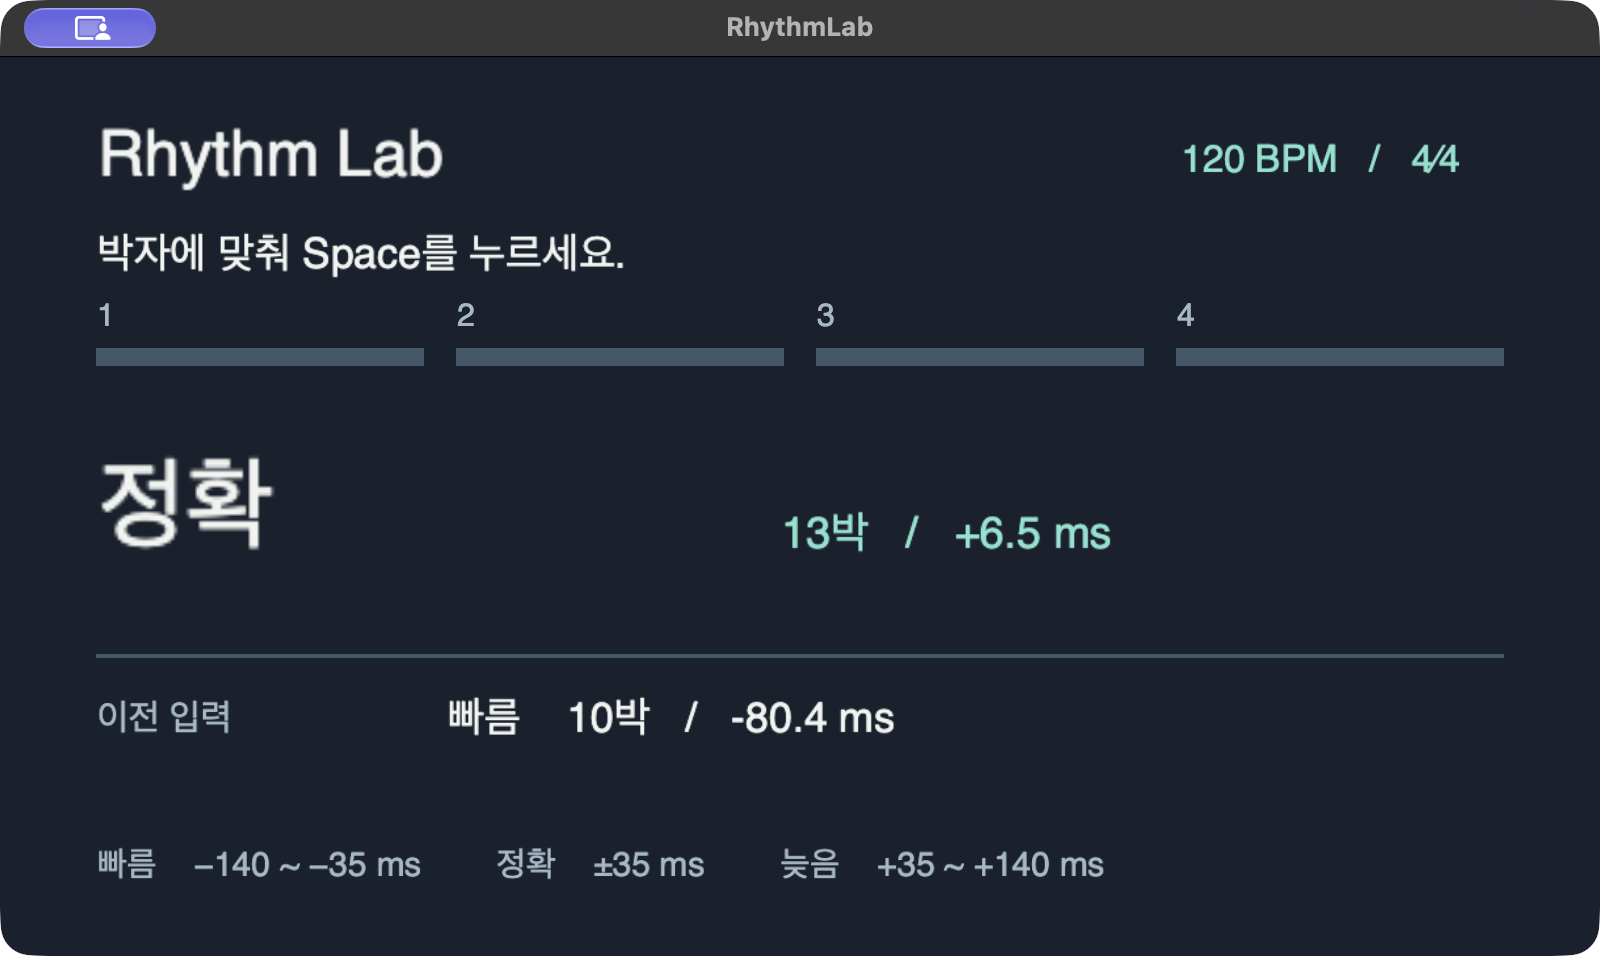 RhythmLab
Rhythm Lab
120 BPM / 4/4
박자에 맞춰 Space를 누르세요.
1 2 3 4
정확
13박 / +6.5 ms
이전 입력 빠름 10박 / -80.4 ms
빠름 −140 ~ −35 ms 정확 ±35 ms 늦음 +35 ~ +140 ms